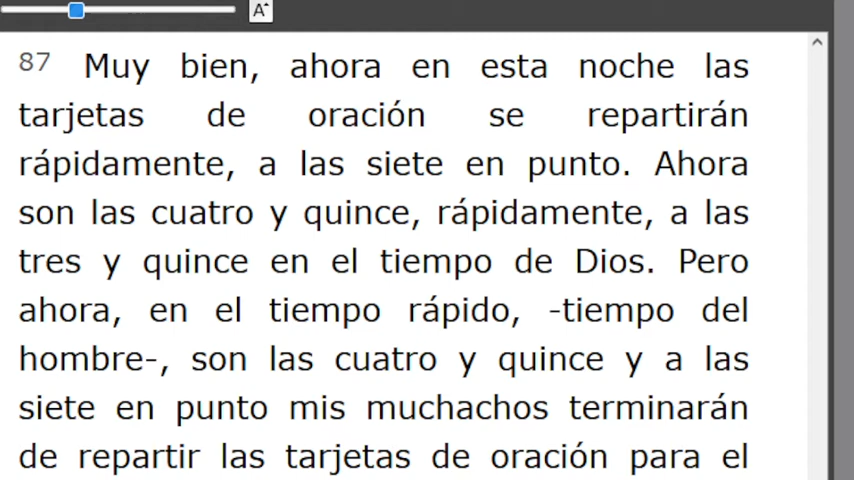 A
87 Muy bien, ahora en esta noche las
tarjetas de oración se repartirán
rápidamente, a las siete en punto. Ahora
son las cuatro y quince, rápidamente, a las
tres y quince en el tiempo de Dios. Pero
ahora, en el tiempo rápido, -tiempo del
hombre-, son las cuatro y quince y a las
siete en punto mis muchachos terminarán
de repartir las tarjetas de oración para el